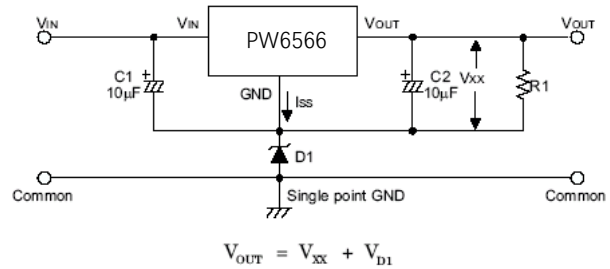 VIN
VIN
PW6566
VOUT
VOUT
C1
10µF
GND
ISS
C2
10µF
VXX
R1
D1
Common
Single point GND
Common
VOUT = VXX + VD1